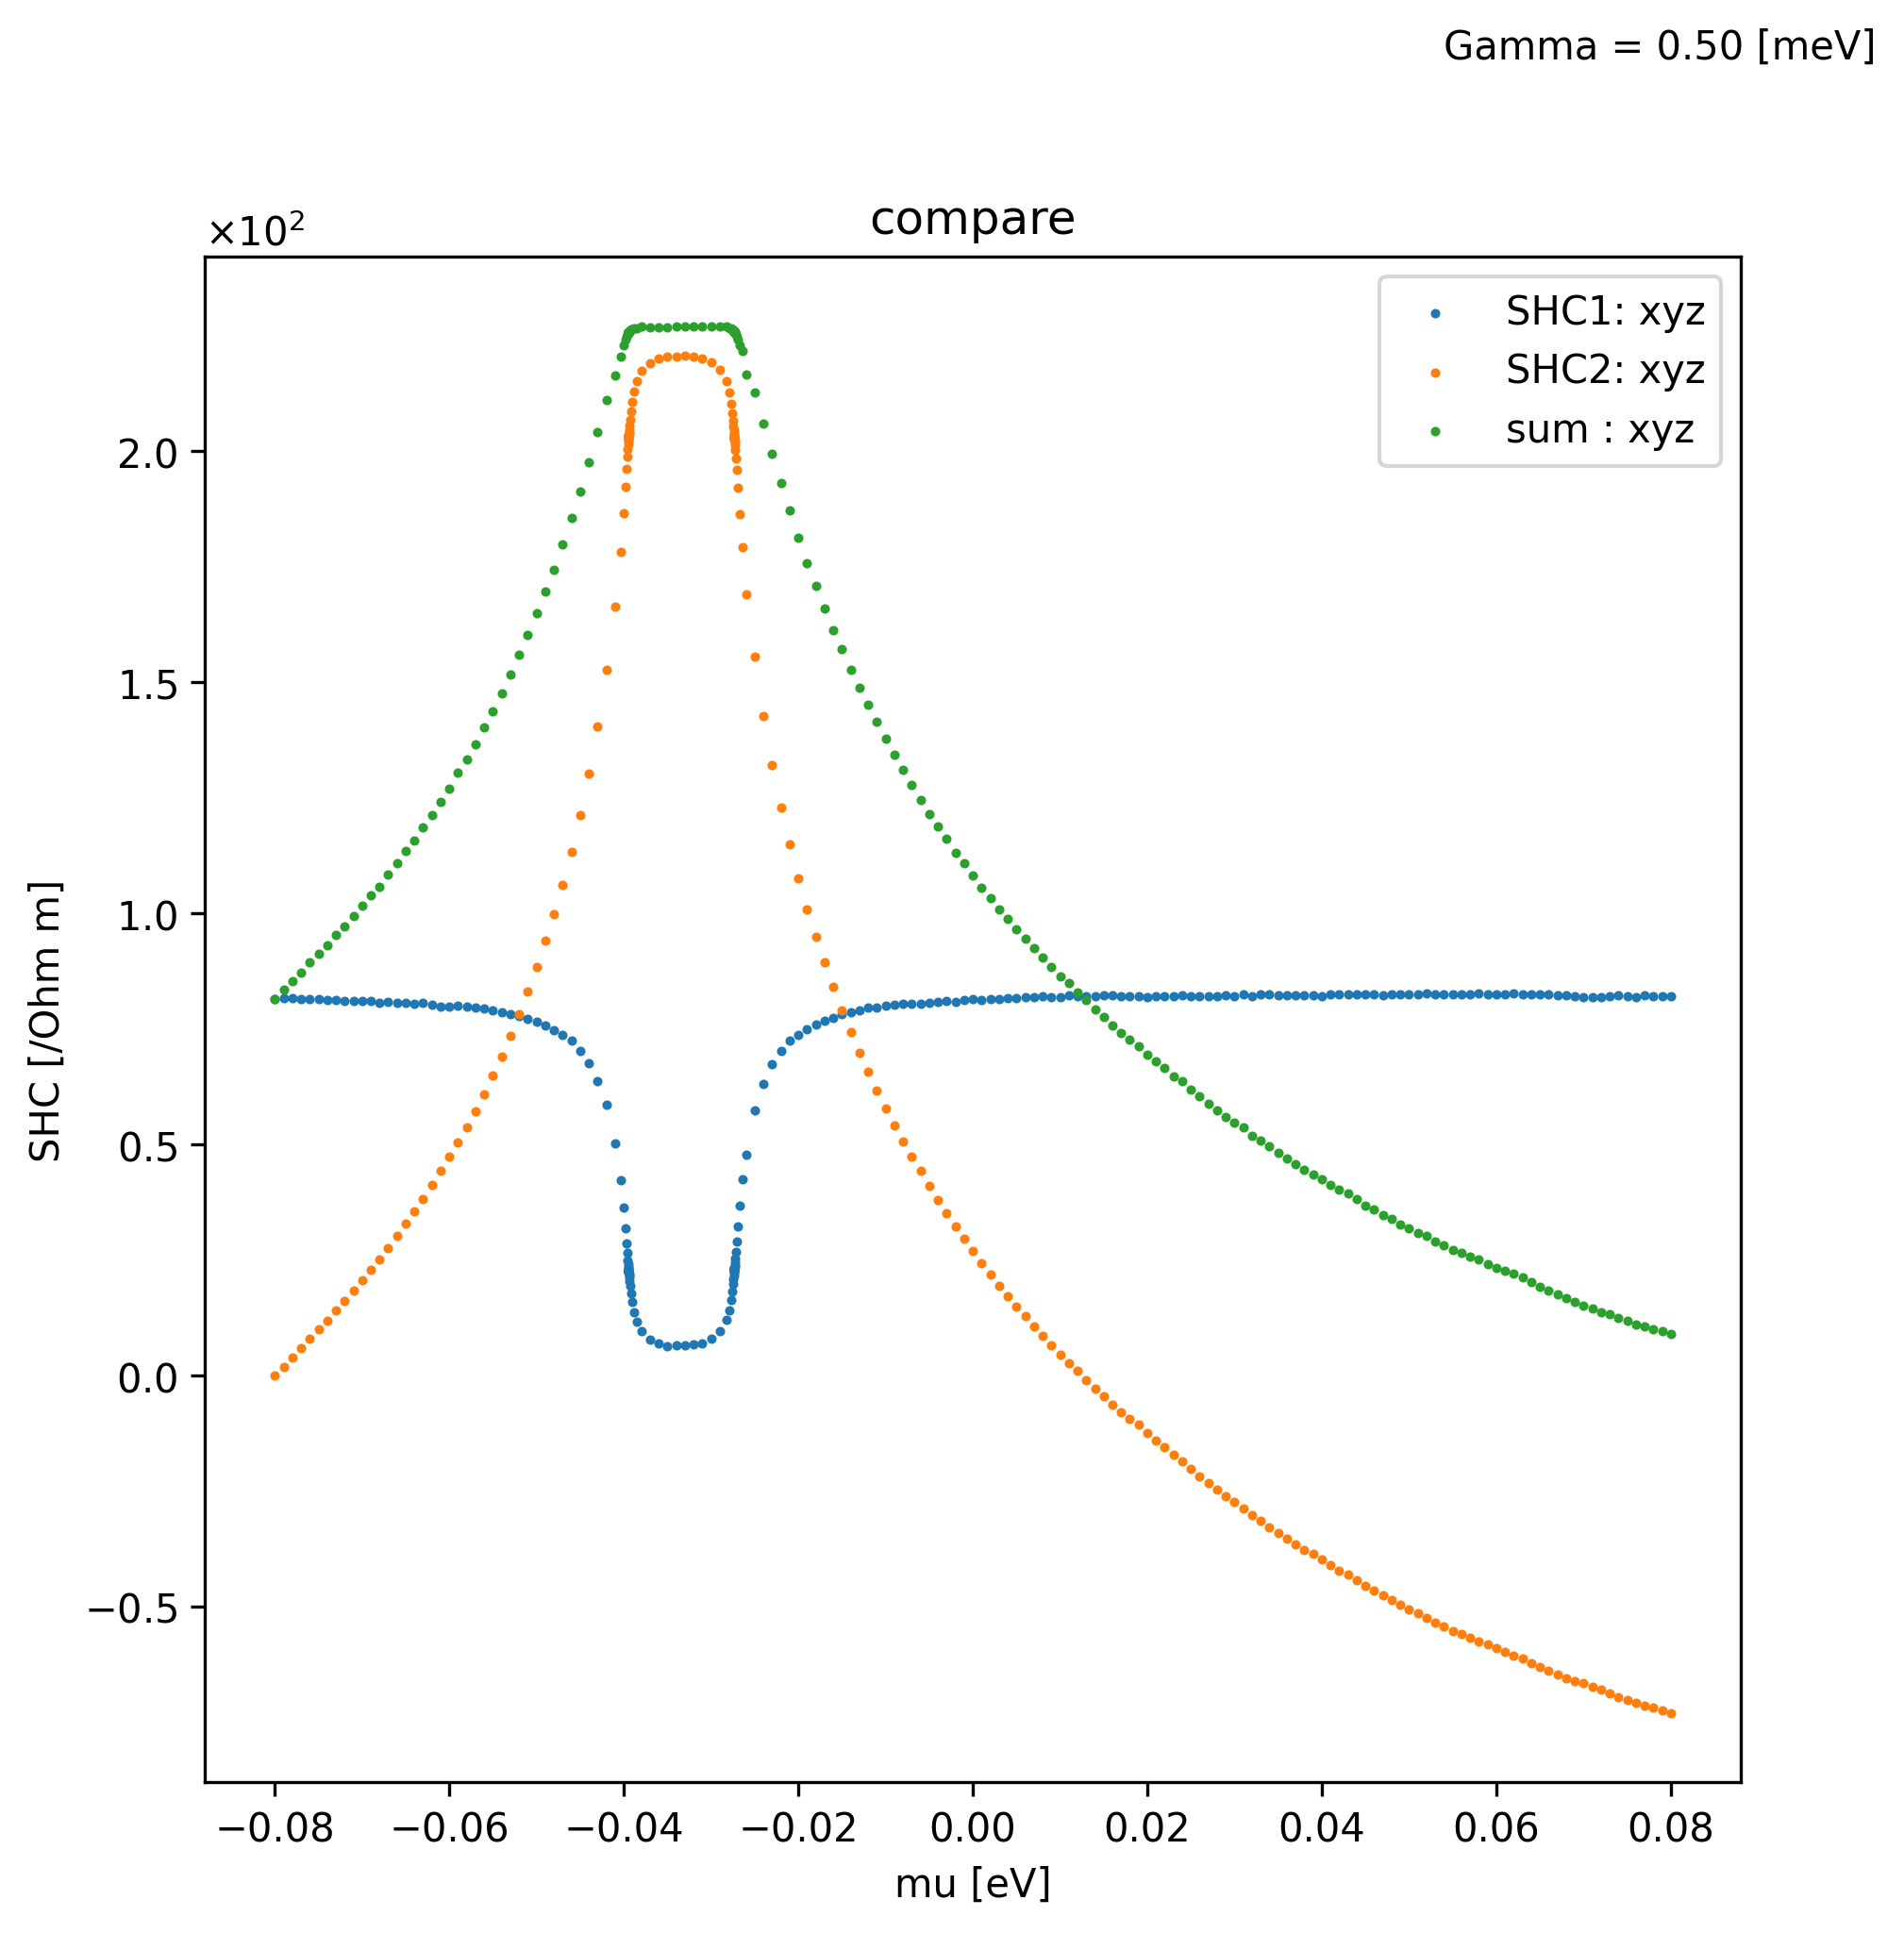 Gamma = 0.50 [meV]
compare
×10²
SHC1: xyz
SHC2: xyz
sum : xyz
SHC [/Ohm m]
2.0
1.5
1.0
0.5
0.0
−0.5
−0.08 −0.06 −0.04 −0.02 0.00 0.02 0.04 0.06 0.08
mu [eV]